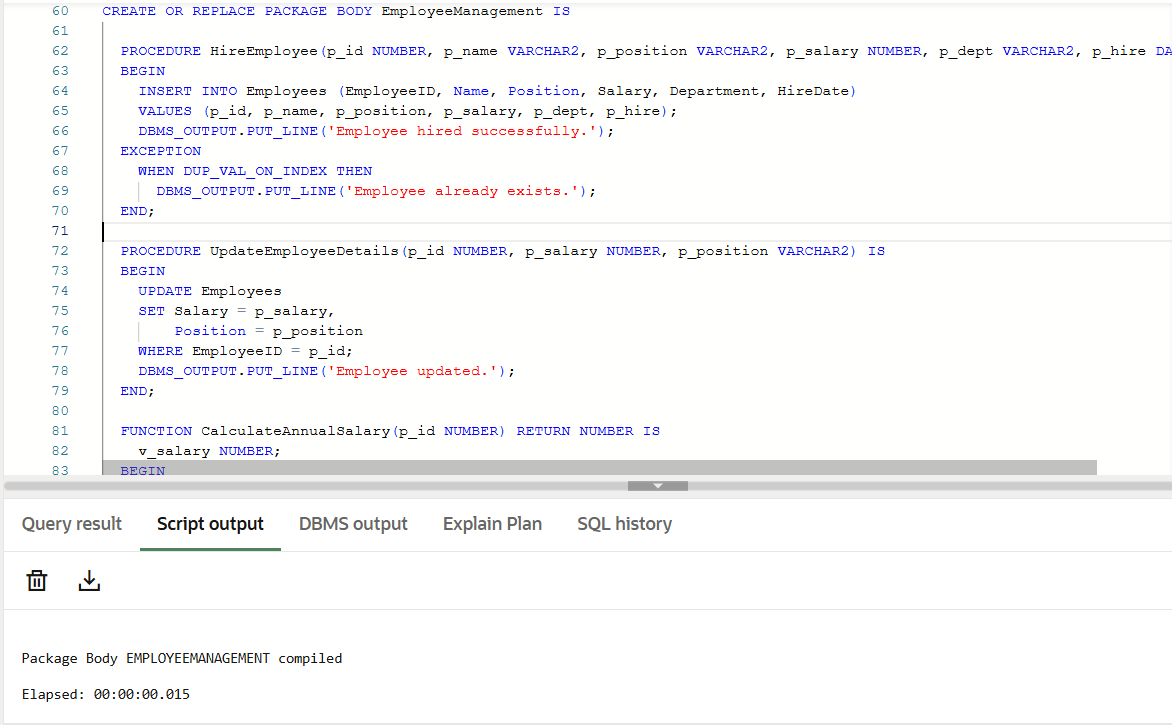 60 CREATE OR REPLACE PACKAGE BODY EmployeeManagement IS
61
62 PROCEDURE HireEmployee(p_id NUMBER, p_name VARCHAR2, p_position VARCHAR2, p_salary NUMBER, p_dept VARCHAR2, p_hire DA
63 BEGIN
64 INSERT INTO Employees (EmployeeID, Name, Position, Salary, Department, HireDate)
65 VALUES (p_id, p_name, p_position, p_salary, p_dept, p_hire);
66 DBMS_OUTPUT.PUT_LINE('Employee hired successfully.');
67 EXCEPTION
68 WHEN DUP_VAL_ON_INDEX THEN
69 DBMS_OUTPUT.PUT_LINE('Employee already exists.');
70 END;
71
72 PROCEDURE UpdateEmployeeDetails(p_id NUMBER, p_salary NUMBER, p_position VARCHAR2) IS
73 BEGIN
74 UPDATE Employees
75 SET Salary = p_salary,
76 Position = p_position
77 WHERE EmployeeID = p_id;
78 DBMS_OUTPUT.PUT_LINE('Employee updated.');
79 END;
80
81 FUNCTION CalculateAnnualSalary(p_id NUMBER) RETURN NUMBER IS
82 v_salary NUMBER;
83 BEGIN
Query result Script output DBMS output Explain Plan SQL history
Package Body EMPLOYEEMANAGEMENT compiled
Elapsed: 00:00:00.015